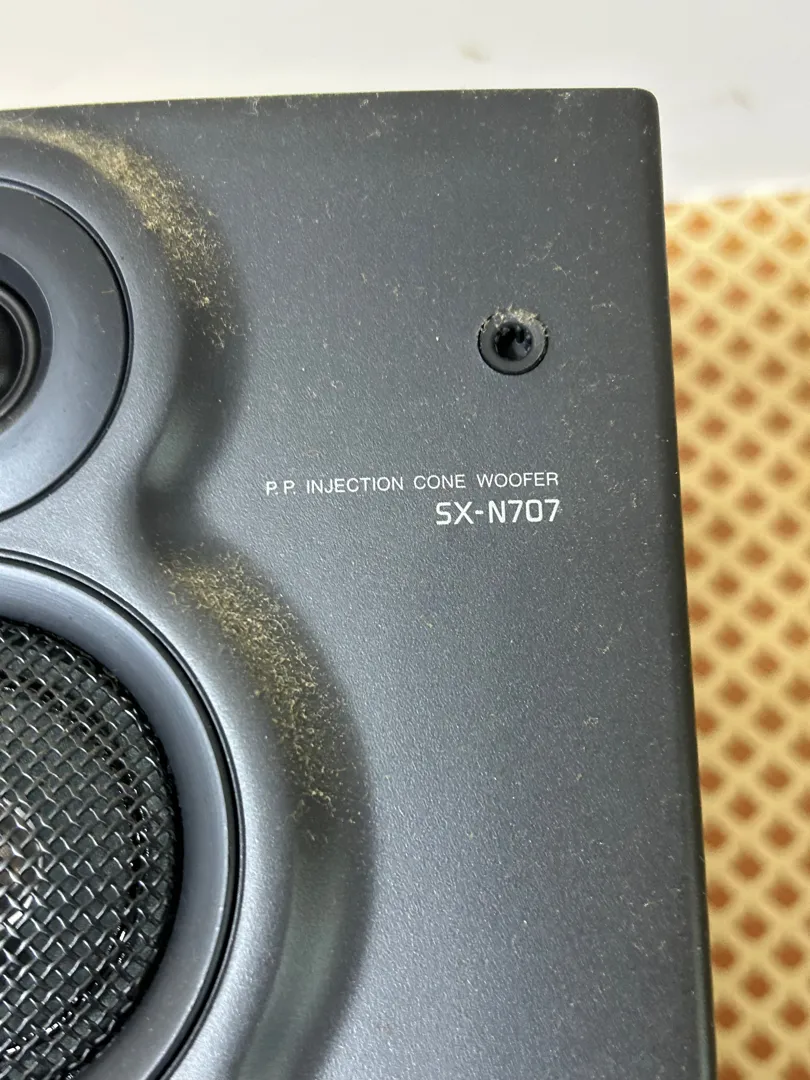 P.P. INJECTION CONE WOOFER
SX-N707